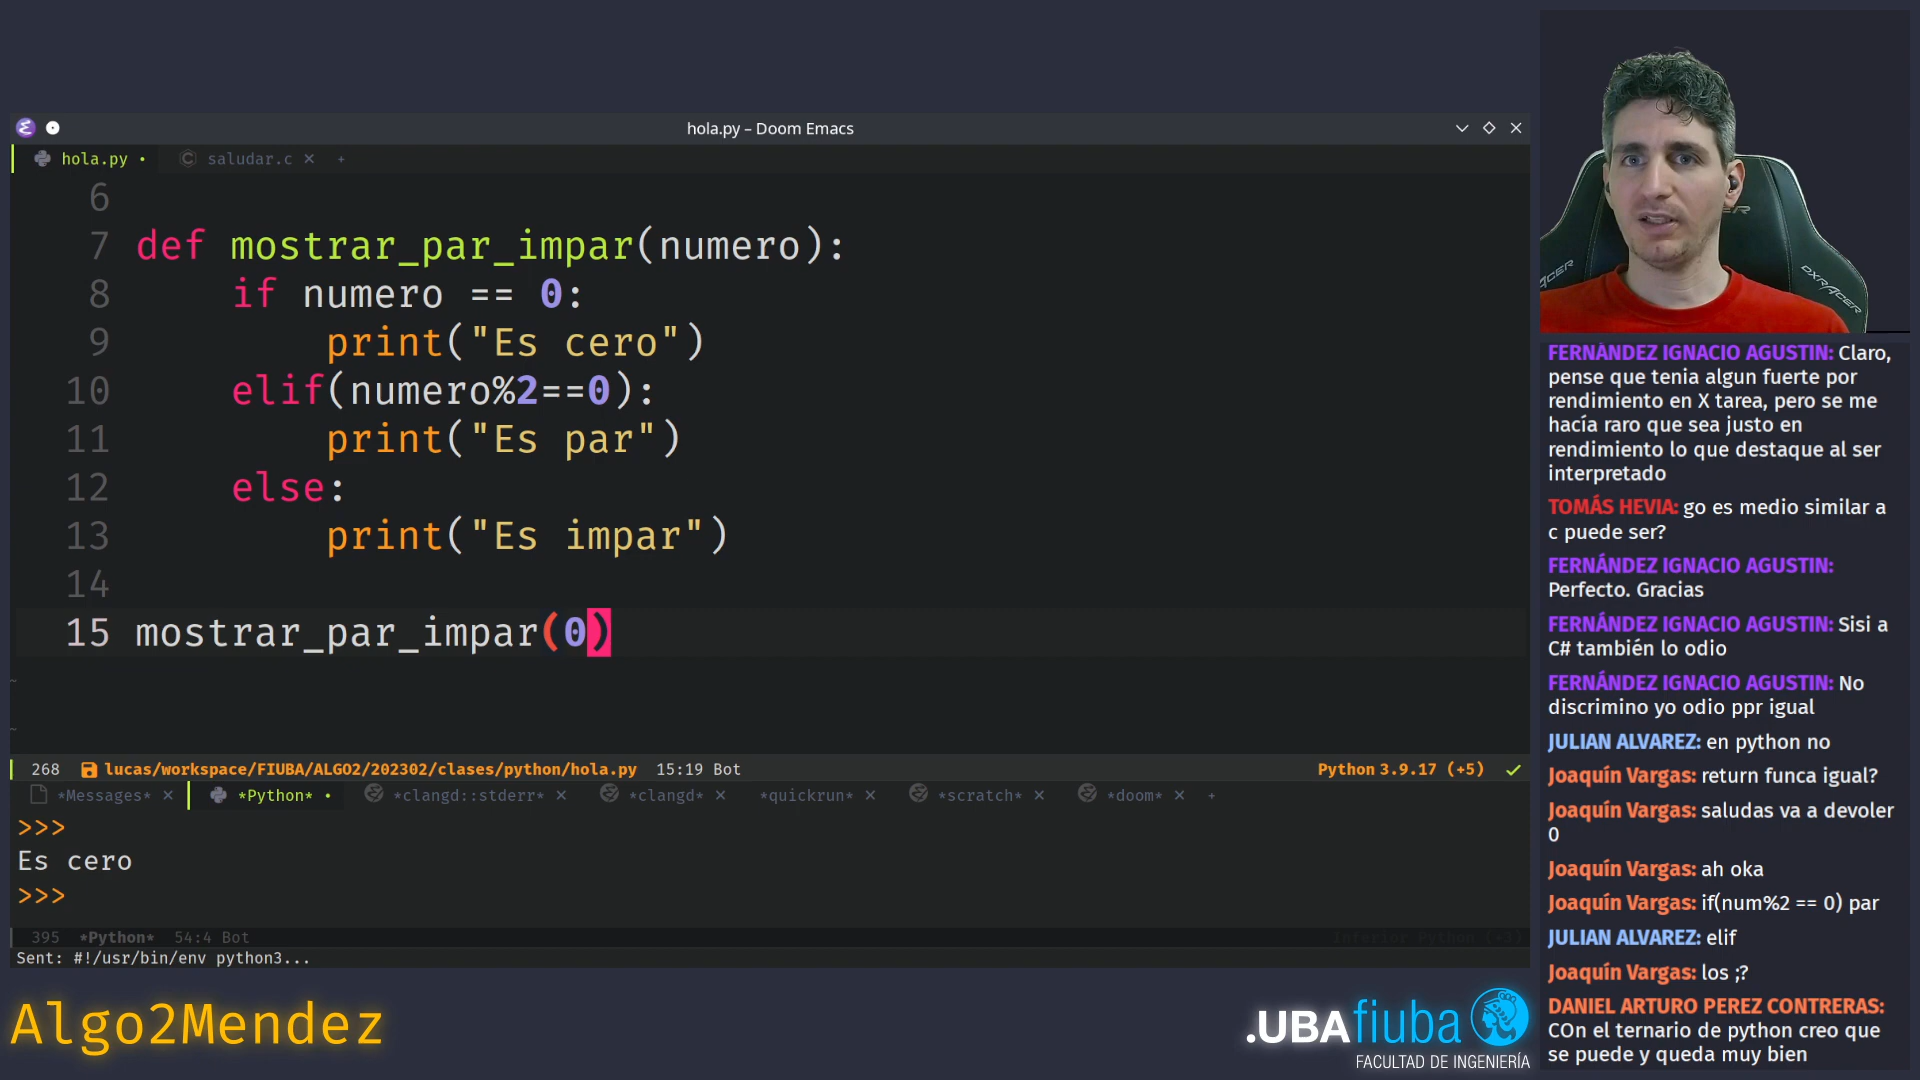 hola.py – Doom Emacs
hola.py • saludar.c × +
6
7 def mostrar_par_impar(numero):
8 if numero == 0:
9 print("Es cero")
10 elif(numero%2==0):
11 print("Es par")
12 else:
13 print("Es impar")
14
15 mostrar_par_impar(0)
~
~
268 lucas/workspace/FIUBA/ALGO2/202302/clases/python/hola.py 15:19 Bot Python 3.9.17 (+5) ✓
*Messages* × *Python* • *clangd::stderr* × *clangd* × *quickrun* × *scratch* × *doom* × +
>>>
Es cero
>>>
395 *Python* 54:4 Bot
Sent: #!/usr/bin/env python3...
Algo2Mendez
.UBAfiuba
FACULTAD DE INGENIERÍA
DXRACER
FERNÁNDEZ IGNACIO AGUSTIN: Claro,
pense que tenia algun fuerte por
rendimiento en X tarea, pero se me
hacía raro que sea justo en
rendimiento lo que destaque al ser
interpretado
TOMÁS HEVIA: go es medio similar a
c puede ser?
FERNÁNDEZ IGNACIO AGUSTIN:
Perfecto. Gracias
FERNÁNDEZ IGNACIO AGUSTIN: Sisi a
C# también lo odio
FERNÁNDEZ IGNACIO AGUSTIN: No
discrimino yo odio ppr igual
JULIAN ALVAREZ: en python no
Joaquín Vargas: return funca igual?
Joaquín Vargas: saludas va a devoler
0
Joaquín Vargas: ah oka
Joaquín Vargas: if(num%2 == 0) par
JULIAN ALVAREZ: elif
Joaquín Vargas: los ;?
DANIEL ARTURO PEREZ CONTRERAS:
COn el ternario de python creo que
se puede y queda muy bien